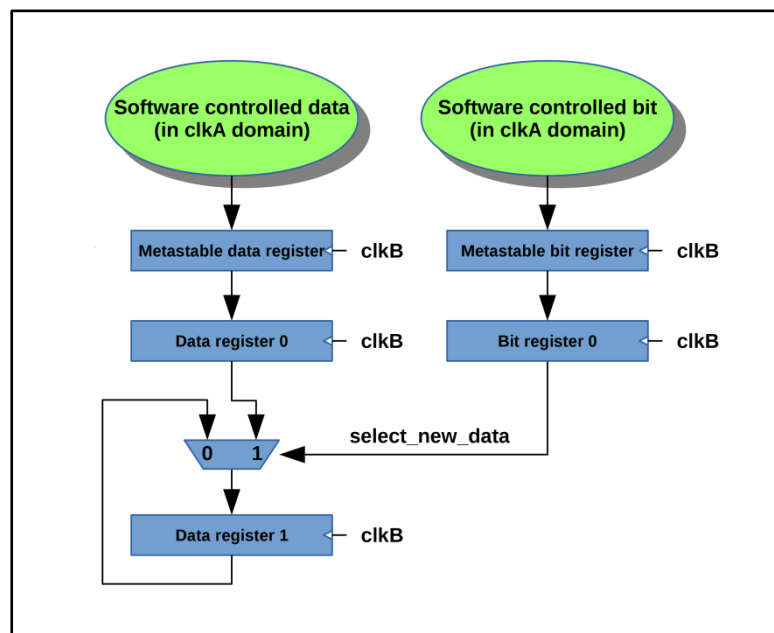 Software controlled data
(in clkA domain)
Software controlled bit
(in clkA domain)
Metastable data register
clkB
Metastable bit register
clkB
Data register 0
clkB
Bit register 0
clkB
select_new_data
0 1
Data register 1
clkB